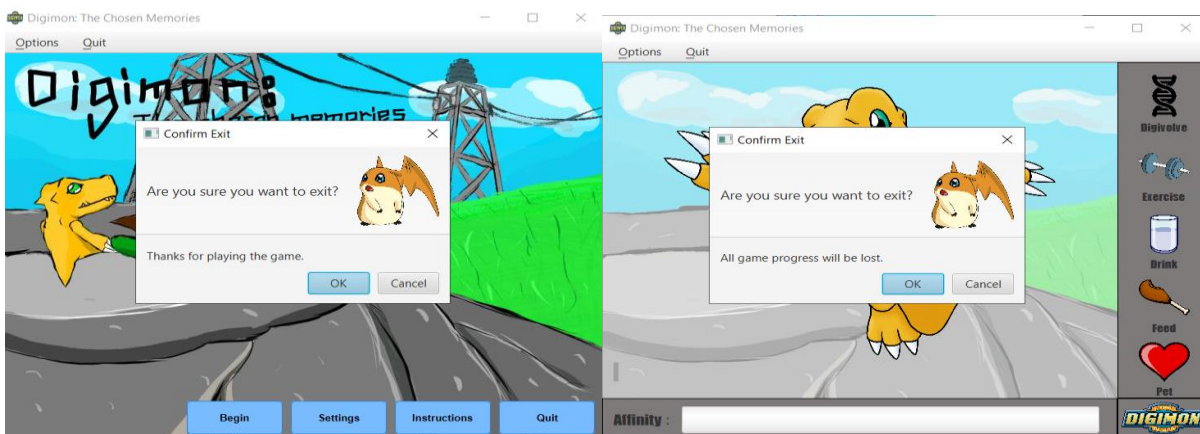 Digimon: The Chosen Memories
Options Quit
Digimon:
memories
Confirm Exit
Are you sure you want to exit?
Thanks for playing the game.
OK Cancel
Begin Settings Instructions Quit
Digimon: The Chosen Memories
Options Quit
Confirm Exit
Are you sure you want to exit?
All game progress will be lost.
OK Cancel
Digivolve
Exercise
Drink
Feed
Pet
Affinity :
DIGIMON